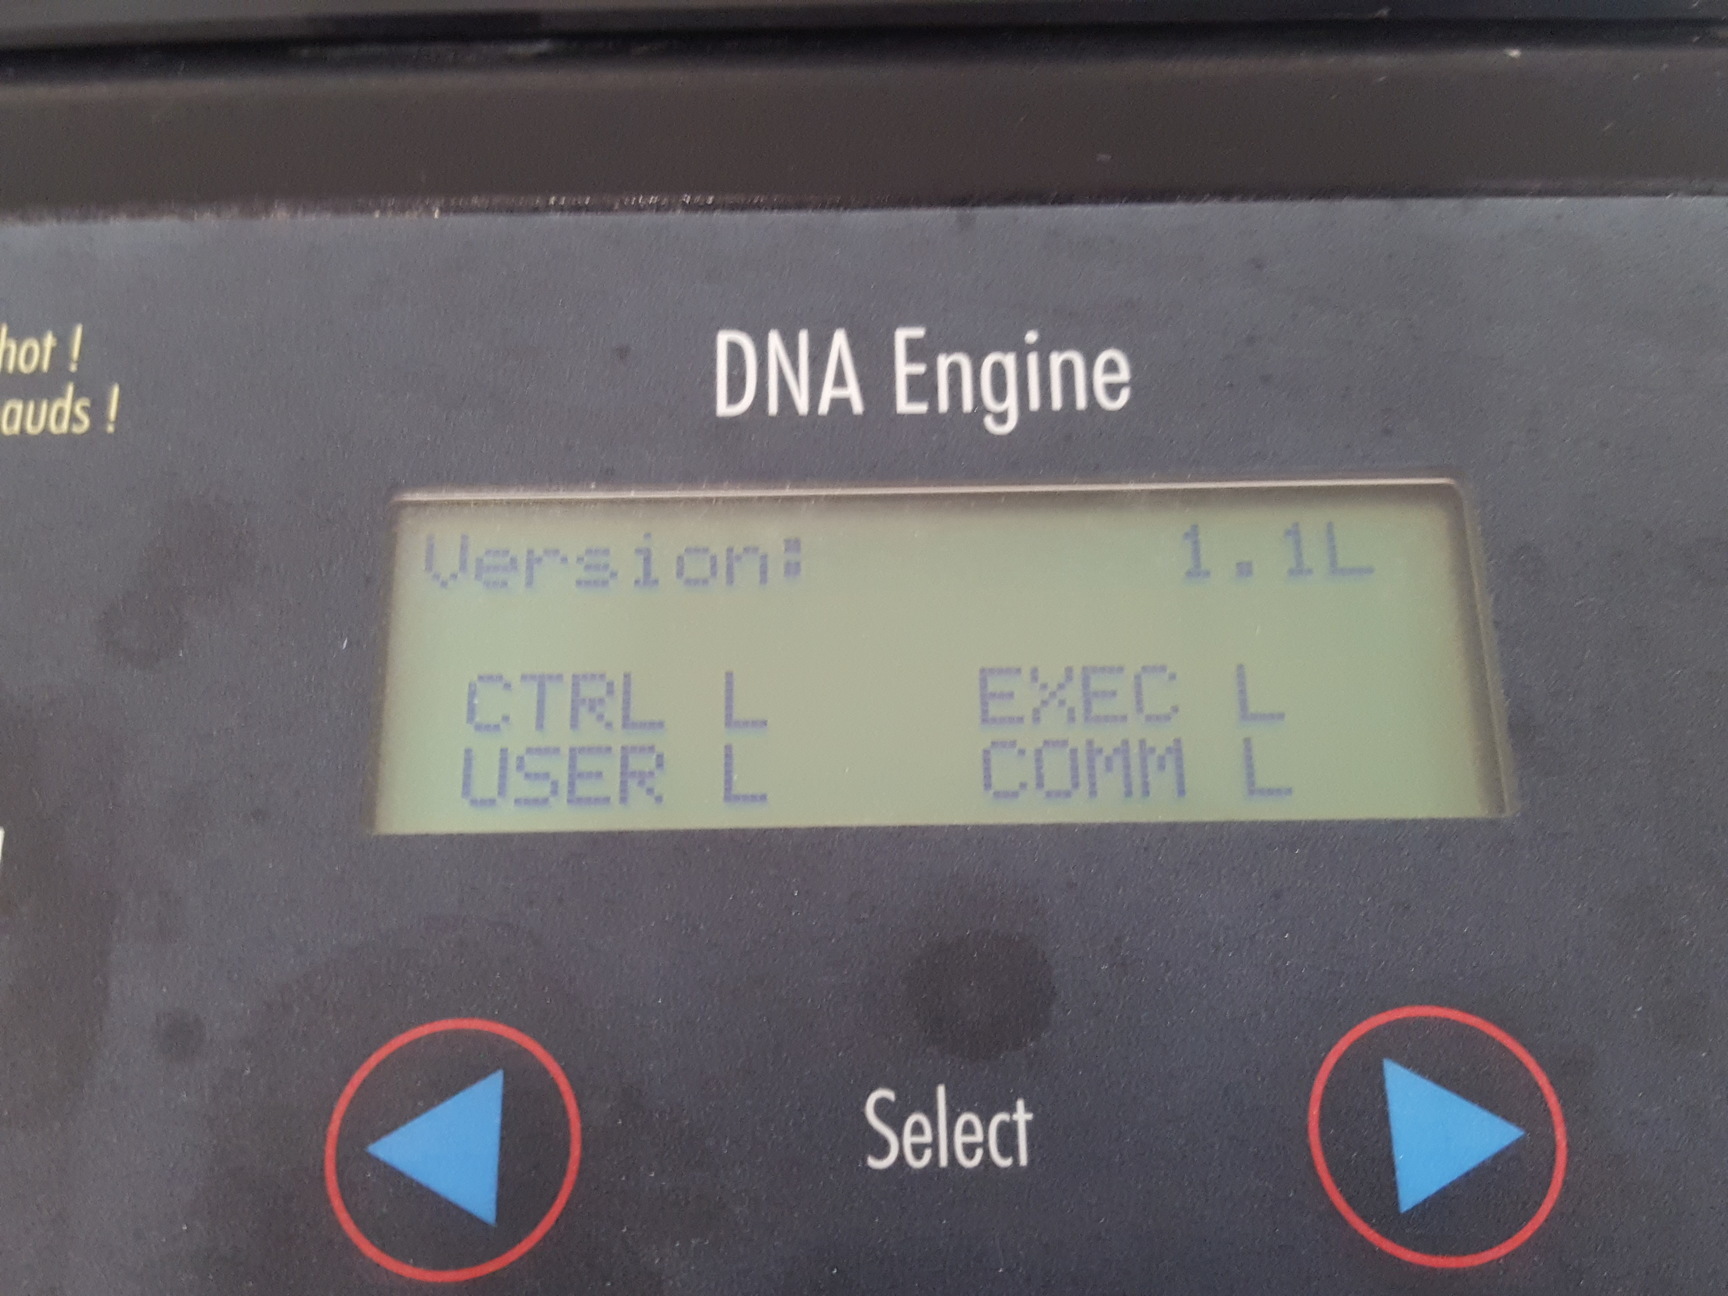 hot !
auds !
DNA Engine
Version: 1.1L
CTRL L EXEC L
USER L COMM L
Select